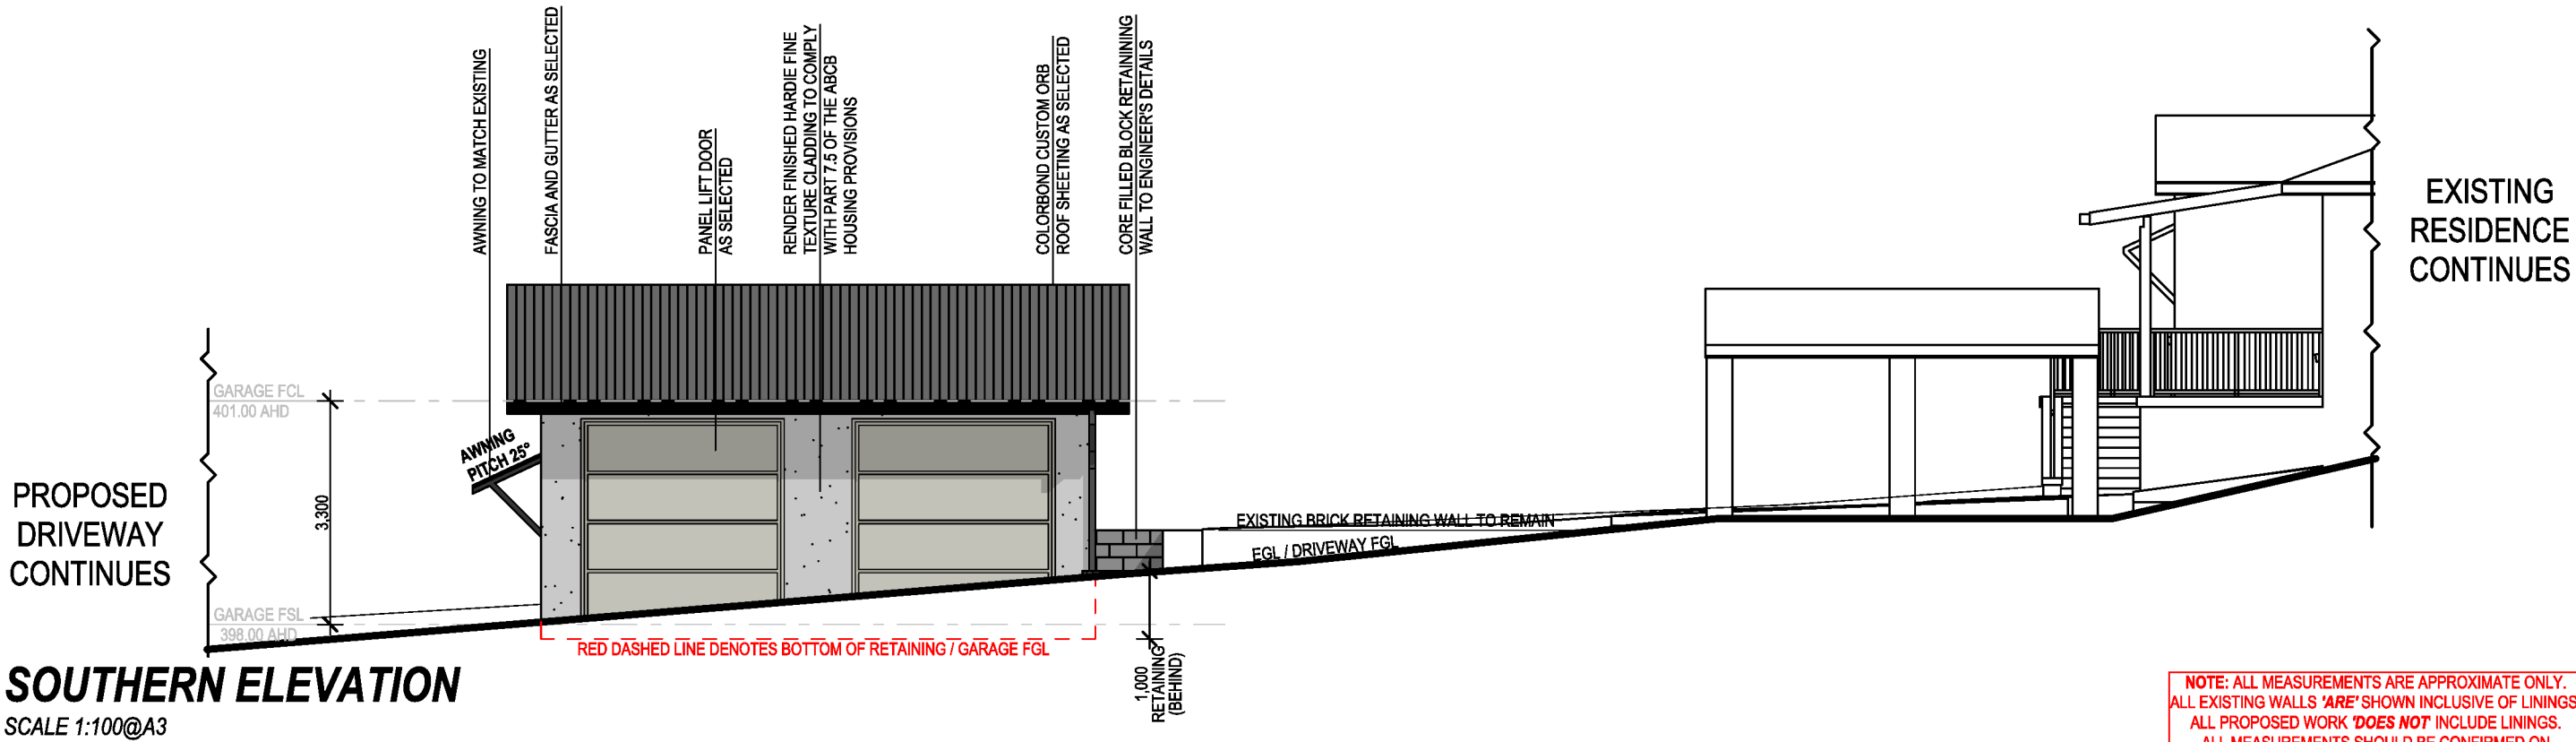 AWNING TO MATCH EXISTING
FASCIA AND GUTTER AS SELECTED
PANEL LIFT DOOR
AS SELECTED
RENDER FINISHED HARDIE FINE
TEXTURE CLADDING TO COMPLY
WITH PART 7.5 OF THE ABCB
HOUSING PROVISIONS
COLORBOND CUSTOM ORB
ROOF SHEETING AS SELECTED
CORE FILLED BLOCK RETAINING
WALL TO ENGINEER'S DETAILS
EXISTING
RESIDENCE
CONTINUES
GARAGE FCL
401.00 AHD
AWNING
PITCH 25°
PROPOSED
DRIVEWAY
CONTINUES
3,300
EXISTING BRICK RETAINING WALL TO REMAIN
EGL / DRIVEWAY FGL
GARAGE FSL
398.00 AHD
RED DASHED LINE DENOTES BOTTOM OF RETAINING / GARAGE FGL
1,000
RETAINING
(BEHIND)
SOUTHERN ELEVATION
SCALE 1:100@A3
NOTE: ALL MEASUREMENTS ARE APPROXIMATE ONLY.
ALL EXISTING WALLS 'ARE' SHOWN INCLUSIVE OF LININGS
ALL PROPOSED WORK 'DOES NOT' INCLUDE LININGS.
ALL MEASUREMENTS SHOULD BE CONFIRMED ON